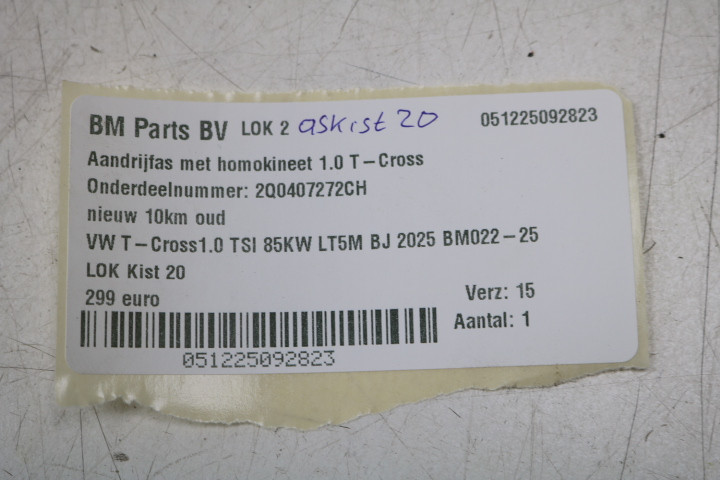 BM Parts BV LOK 2 askist 20 051225092823
Aandrijfas met homokineet 1.0 T-Cross
Onderdeelnummer: 2Q0407272CH
nieuw 10km oud
VW T-Cross1.0 TSI 85KW LT5M BJ 2025 BM022-25
LOK Kist 20
299 euro Verz: 15
Aantal: 1
051225092823